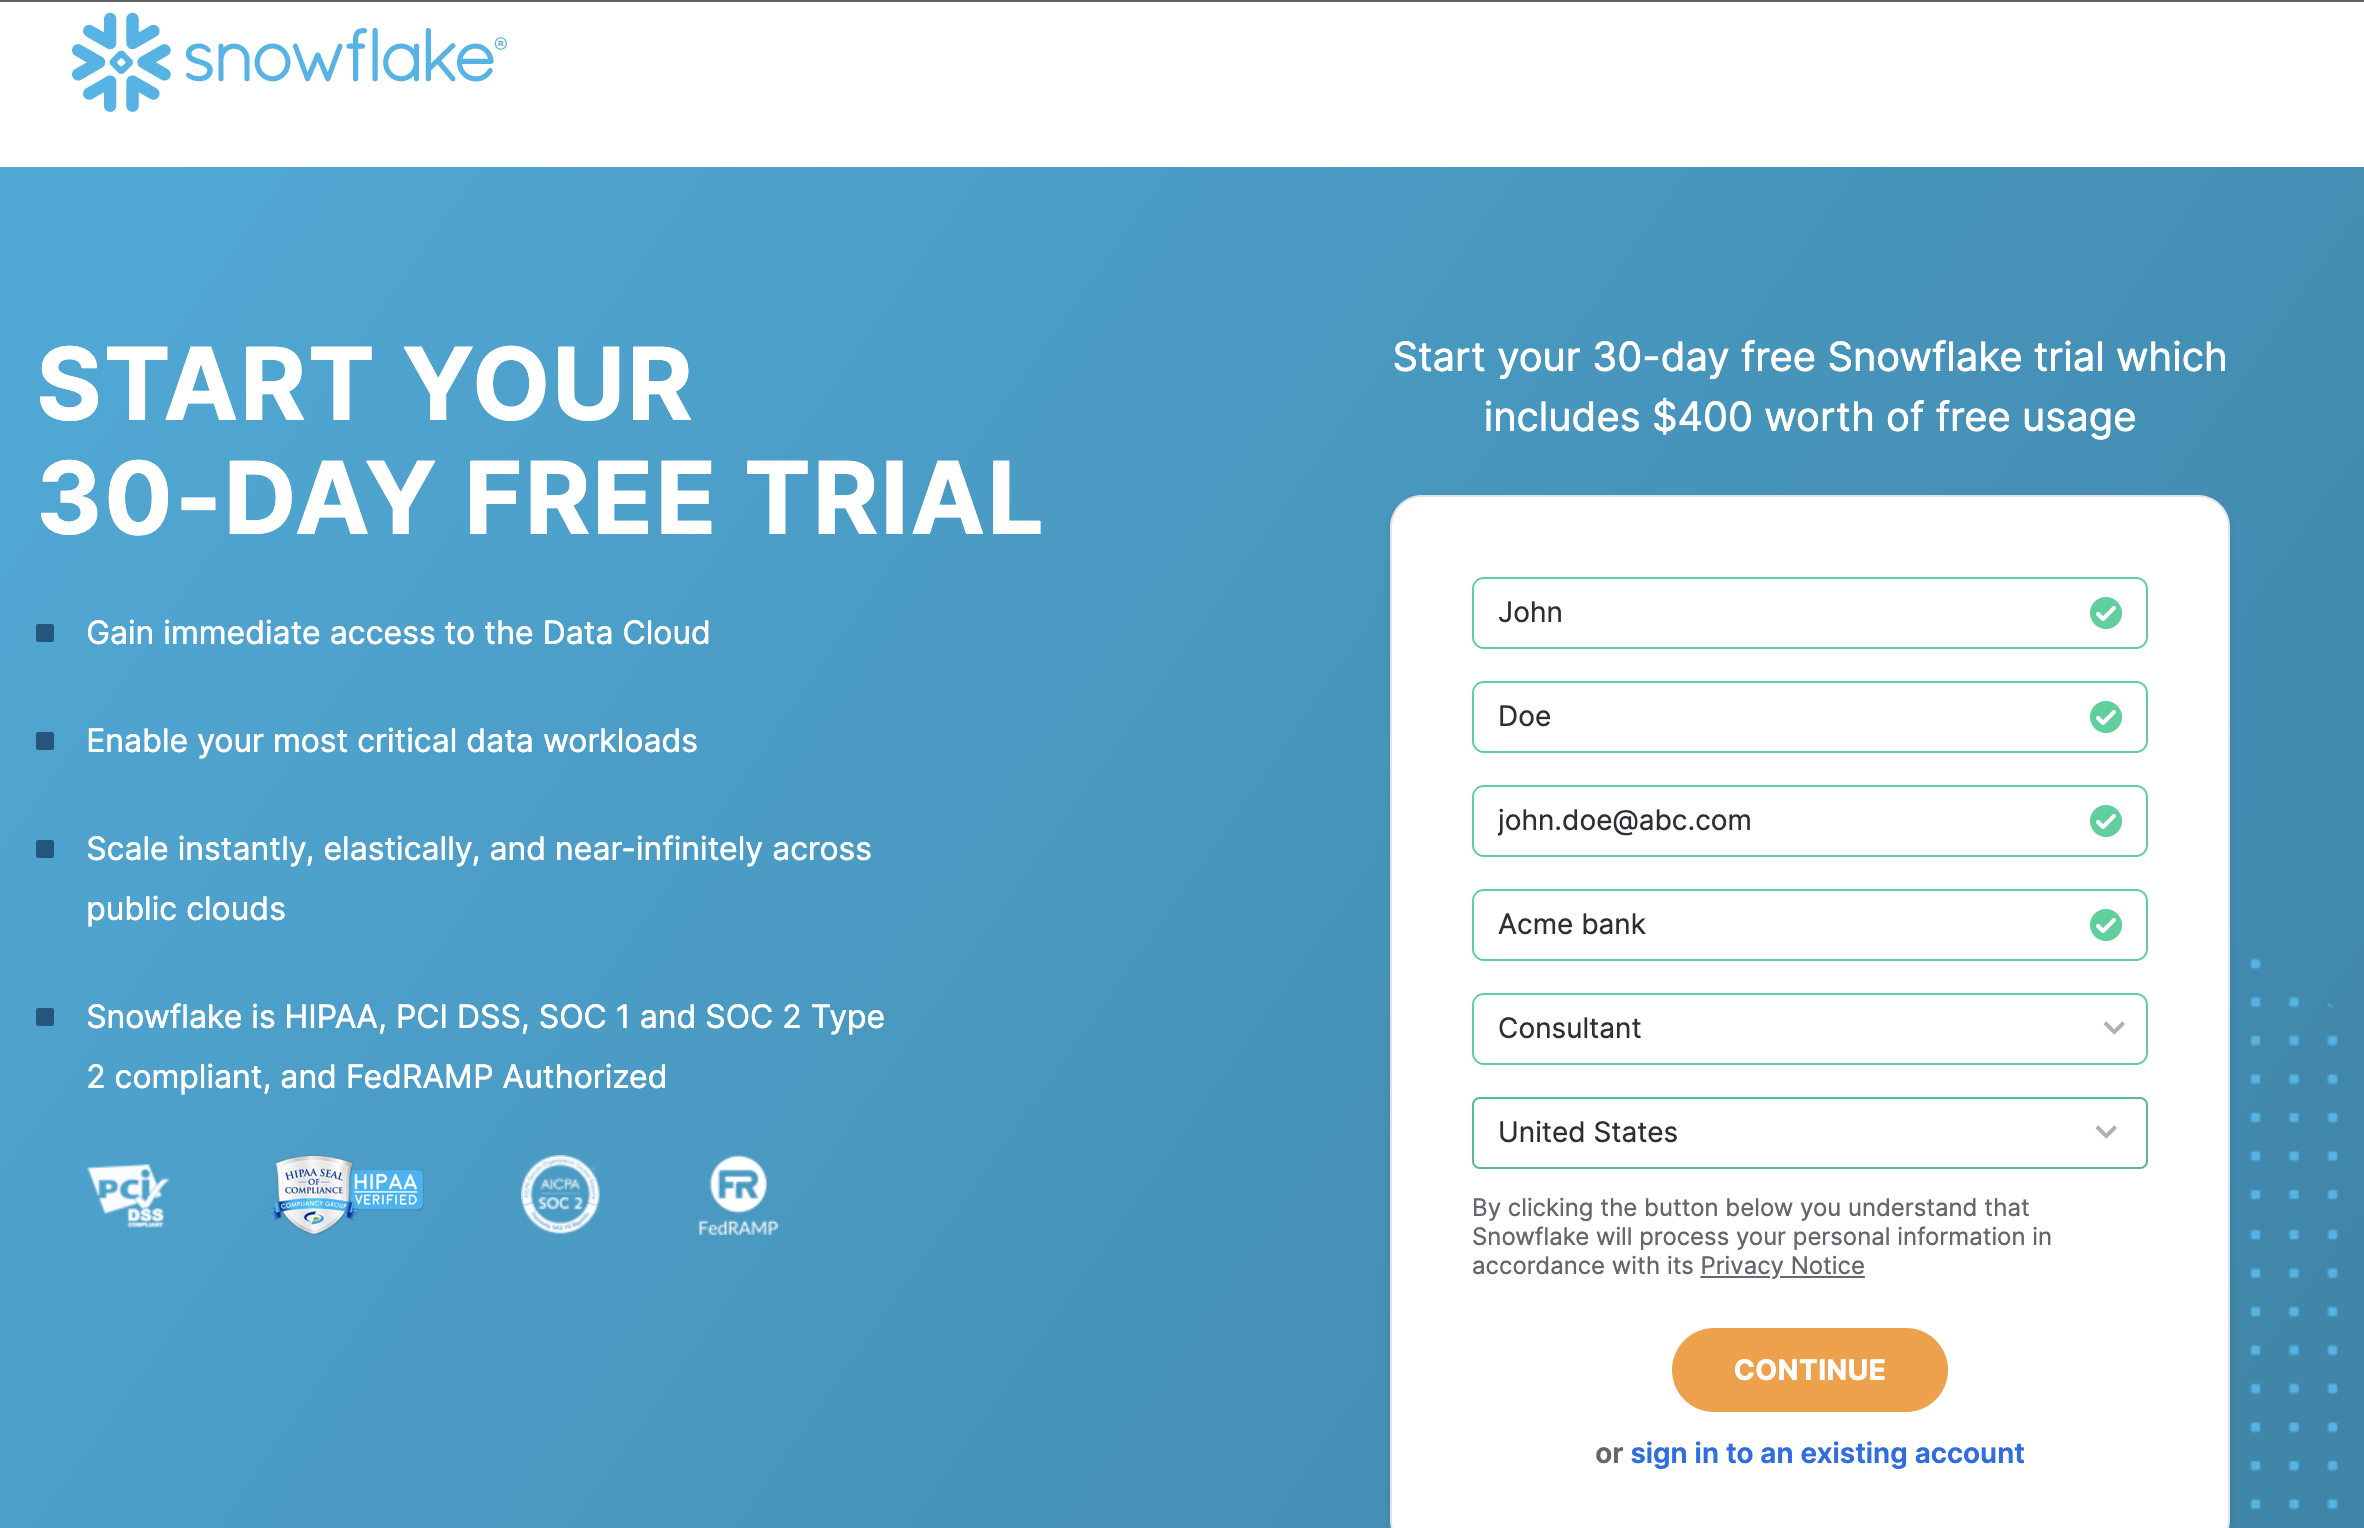 snowflake®
START YOUR
30-DAY FREE TRIAL
Gain immediate access to the Data Cloud
Enable your most critical data workloads
Scale instantly, elastically, and near-infinitely across
public clouds
Snowflake is HIPAA, PCI DSS, SOC 1 and SOC 2 Type
2 compliant, and FedRAMP Authorized
PCI
DSS
COMPLIANT
HIPAA SEAL
OF
COMPLIANCE
COMPLIANCY GROUP
HIPAA
VERIFIED
AICPA
SOC 2
FR
FedRAMP
Start your 30-day free Snowflake trial which
includes $400 worth of free usage
John
Doe
john.doe@abc.com
Acme bank
Consultant
United States
By clicking the button below you understand that
Snowflake will process your personal information in
accordance with its Privacy Notice
CONTINUE
or sign in to an existing account